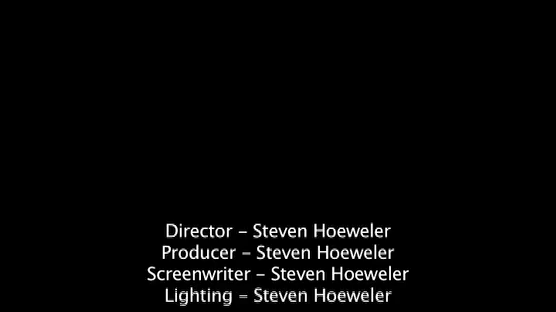 Director – Steven Hoeweler
Producer – Steven Hoeweler
Screenwriter – Steven Hoeweler
Lighting – Steven Hoeweler